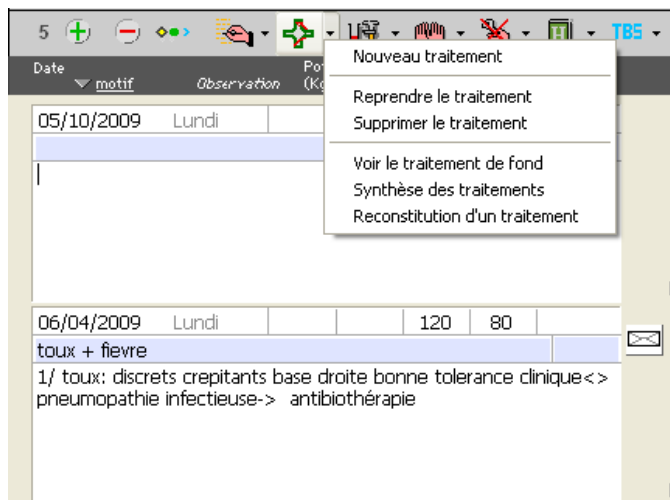 5 TBS
Nouveau traitement
Date
motif Observation
Reprendre le traitement
Supprimer le traitement
05/10/2009 Lundi
Voir le traitement de fond
Synthèse des traitements
Reconstitution d'un traitement
06/04/2009 Lundi 120 80
toux + fievre
1/ toux: discrets crepitants base droite bonne tolerance clinique<>
pneumopathie infectieuse-> antibiothérapie